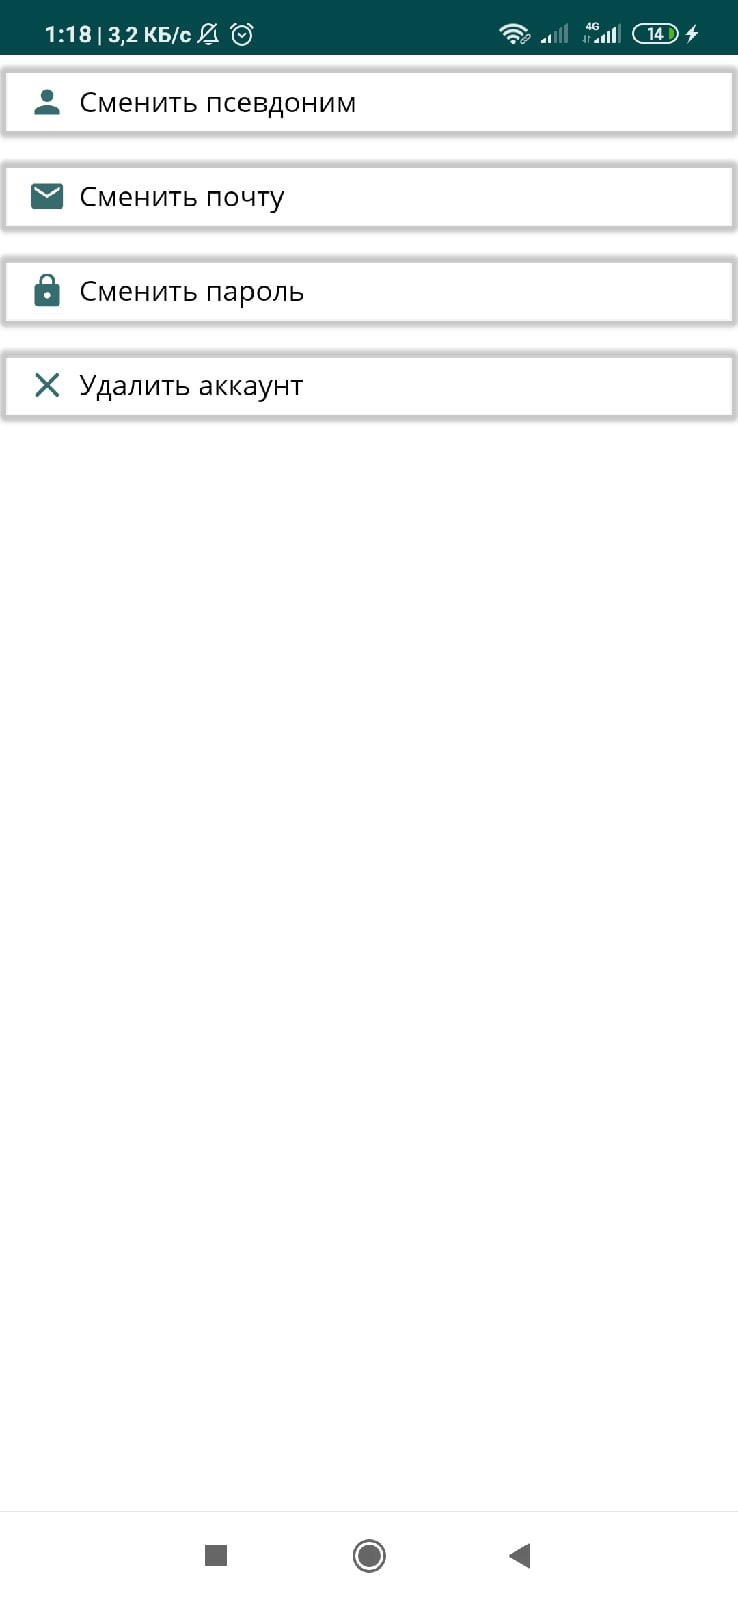 1:18 | 3,2 КБ/с 4G 14
Сменить псевдоним
Сменить почту
Сменить пароль
Удалить аккаунт